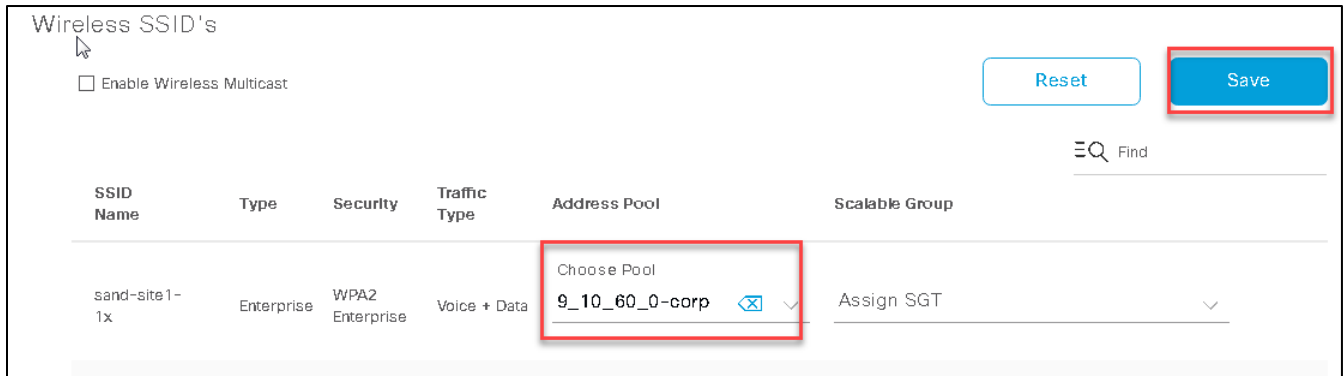 Wireless SSID's
Enable Wireless Multicast
Reset
Save
Find
SSID Name
Type
Security
Traffic Type
Address Pool
Scalable Group
sand-site1-1x
Enterprise
WPA2 Enterprise
Voice + Data
Choose Pool
9_10_60_0-corp
Assign SGT